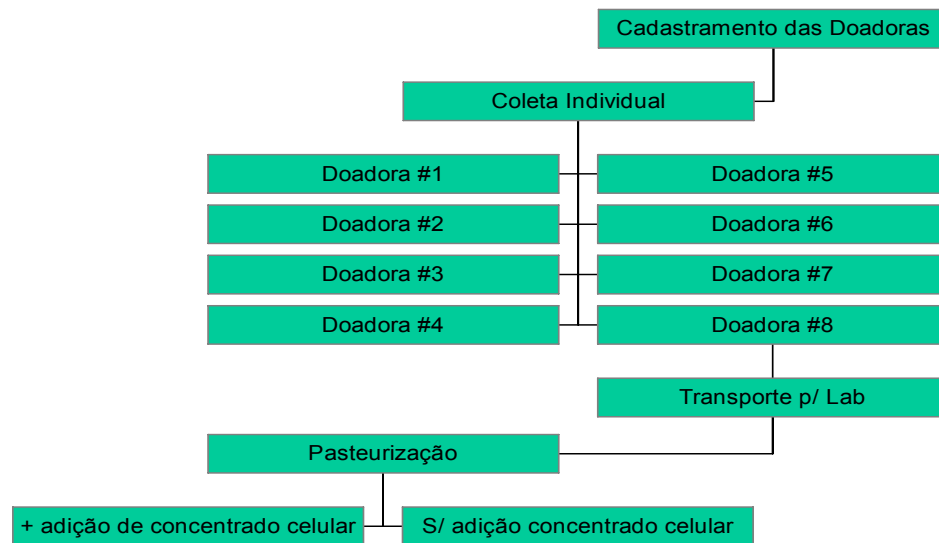 Cadastramento das Doadoras
Coleta Individual
Doadora #1
Doadora #5
Doadora #2
Doadora #6
Doadora #3
Doadora #7
Doadora #4
Doadora #8
Transporte p/ Lab
Pasteurização
+ adição de concentrado celular
S/ adição concentrado celular